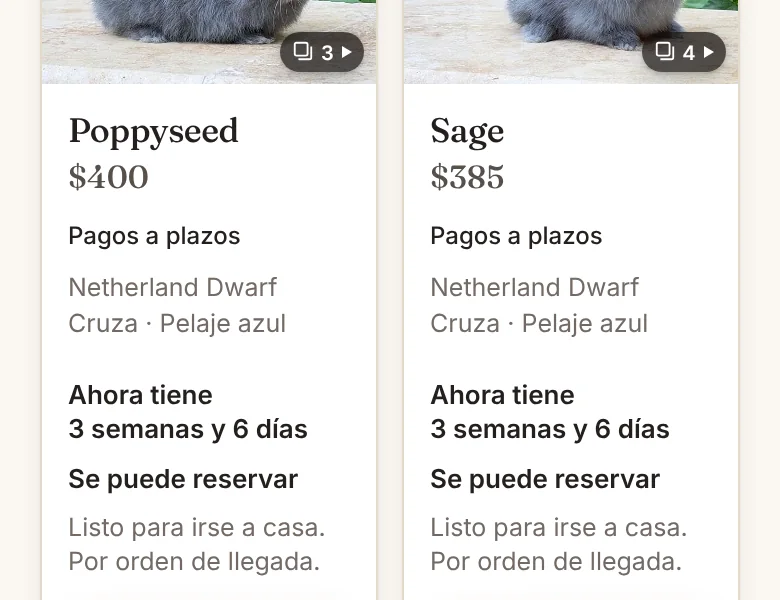 3
4
Poppyseed
$400
Pagos a plazos
Netherland Dwarf
Cruza · Pelaje azul
Ahora tiene
3 semanas y 6 días
Se puede reservar
Listo para irse a casa.
Por orden de llegada.
Sage
$385
Pagos a plazos
Netherland Dwarf
Cruza · Pelaje azul
Ahora tiene
3 semanas y 6 días
Se puede reservar
Listo para irse a casa.
Por orden de llegada.